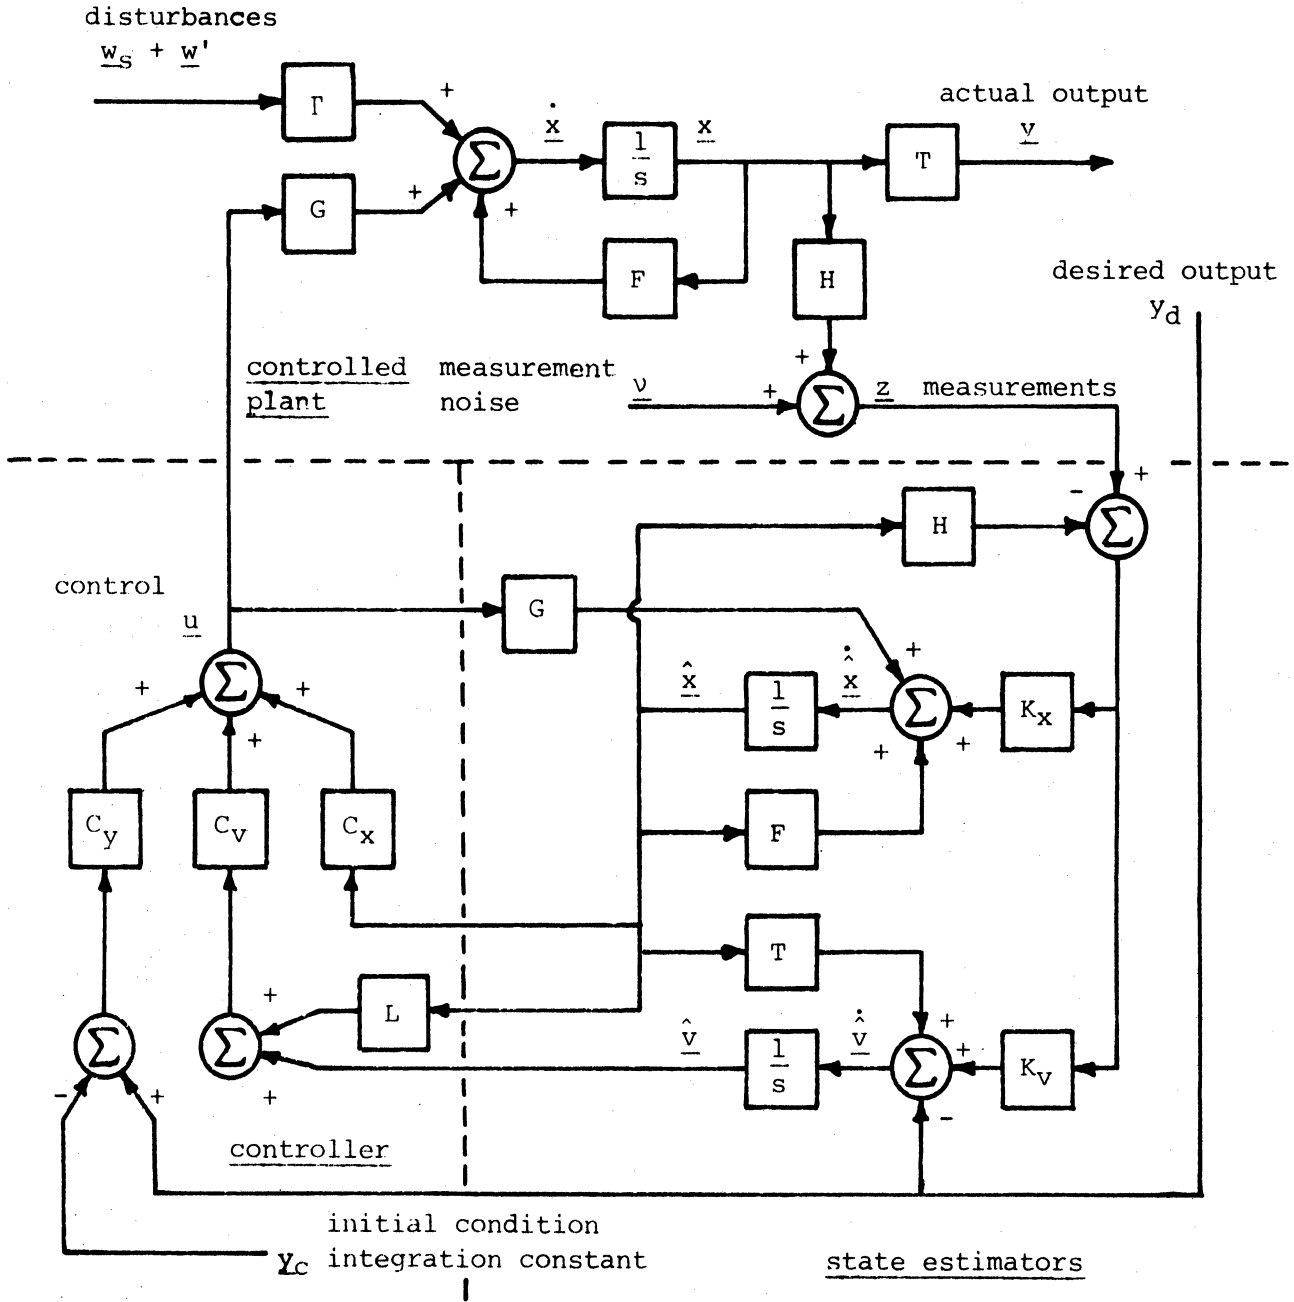 disturbances
w_s + w'
Γ
+
ẋ
1/s
x
T
actual output
y
Σ
G
+
+
F
H
desired output
y_d
controlled plant
measurement noise
ν
+
+
Σ
z measurements
+
-
Σ
H
control
u
G
+
Σ
+
+
+
x̂
1/s
x̂̇
Σ
+
+
K_x
C_y
C_v
C_x
F
T
+
L
+
Σ
Σ
v̂
1/s
v̂̇
Σ
+
K_v
-
+
+
-
controller
initial condition
y_c integration constant
state estimators